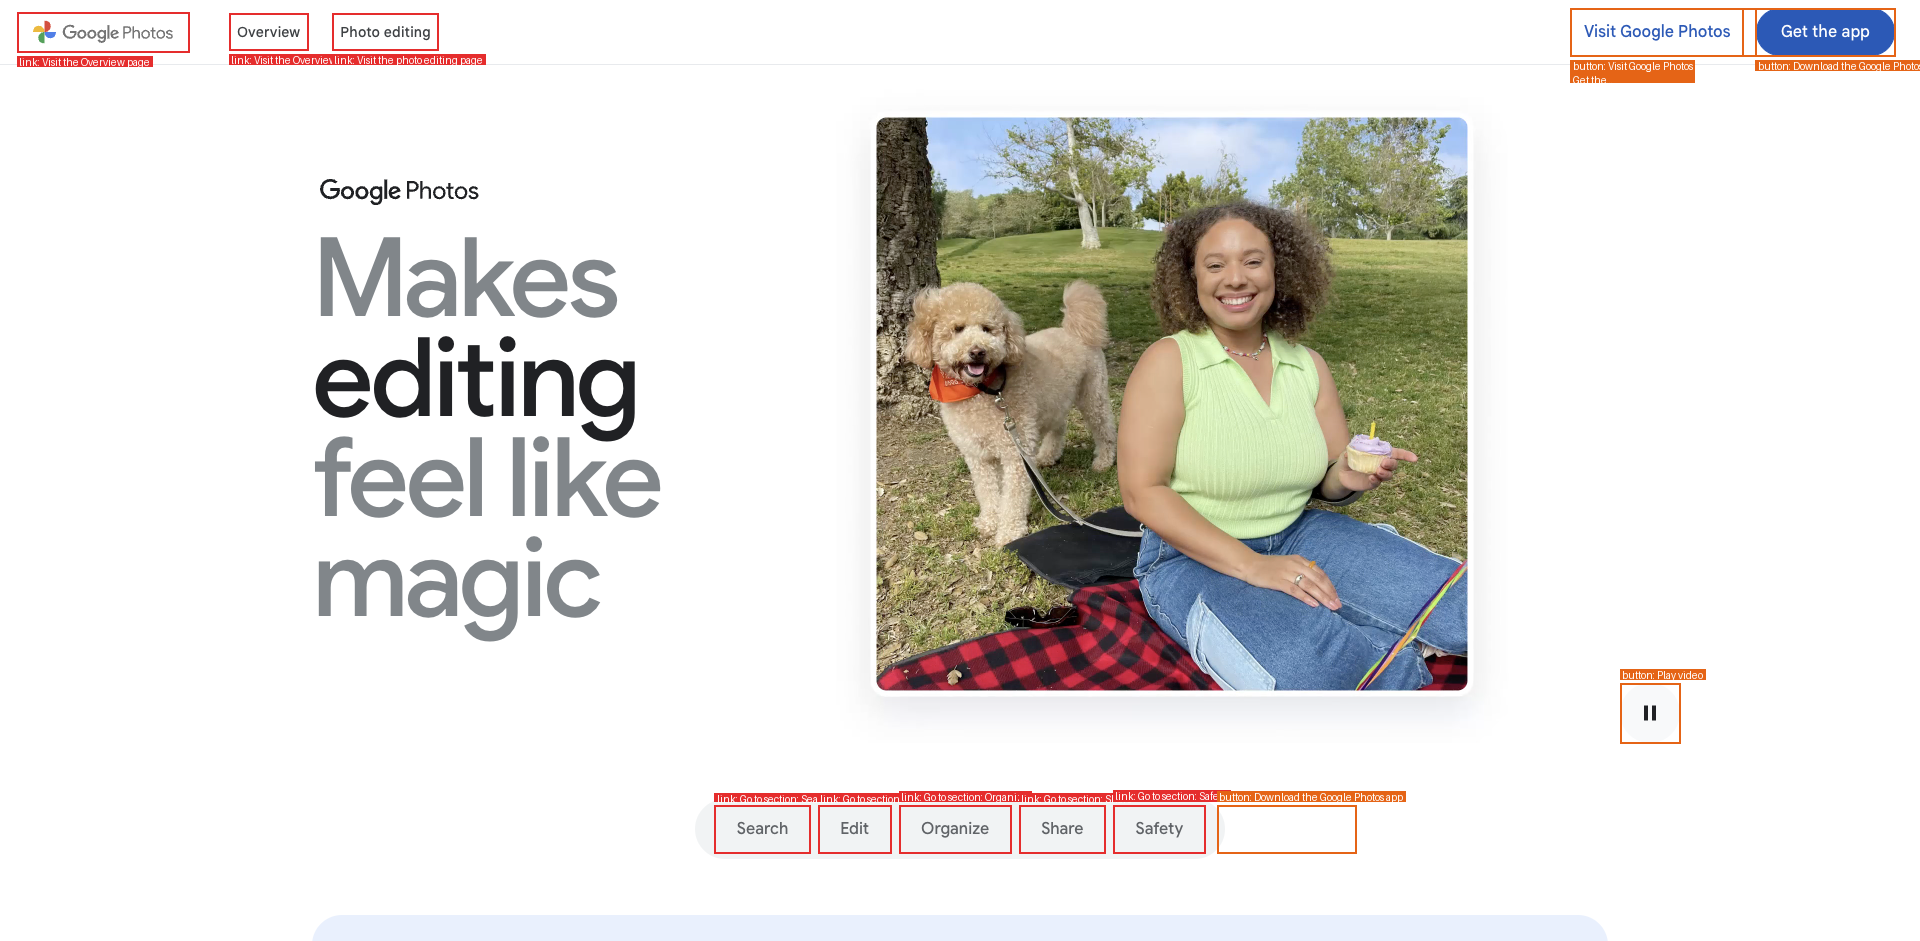 Google Photos
Overview
Photo editing
Visit Google Photos
Get the app
link: Visit the Overview page
link: Visit the Overview
link: Visit the photo editing page
button: Visit Google Photos
Get the
button: Download the Google Photos
Google Photos
Makes
editing
feel like
magic
button: Play video
link: Go to section: Sea
link: Go to section
link: Go to section: Organi
link: Go to section: S
link: Go to section: Safe
button: Download the Google Photos app
Search
Edit
Organize
Share
Safety